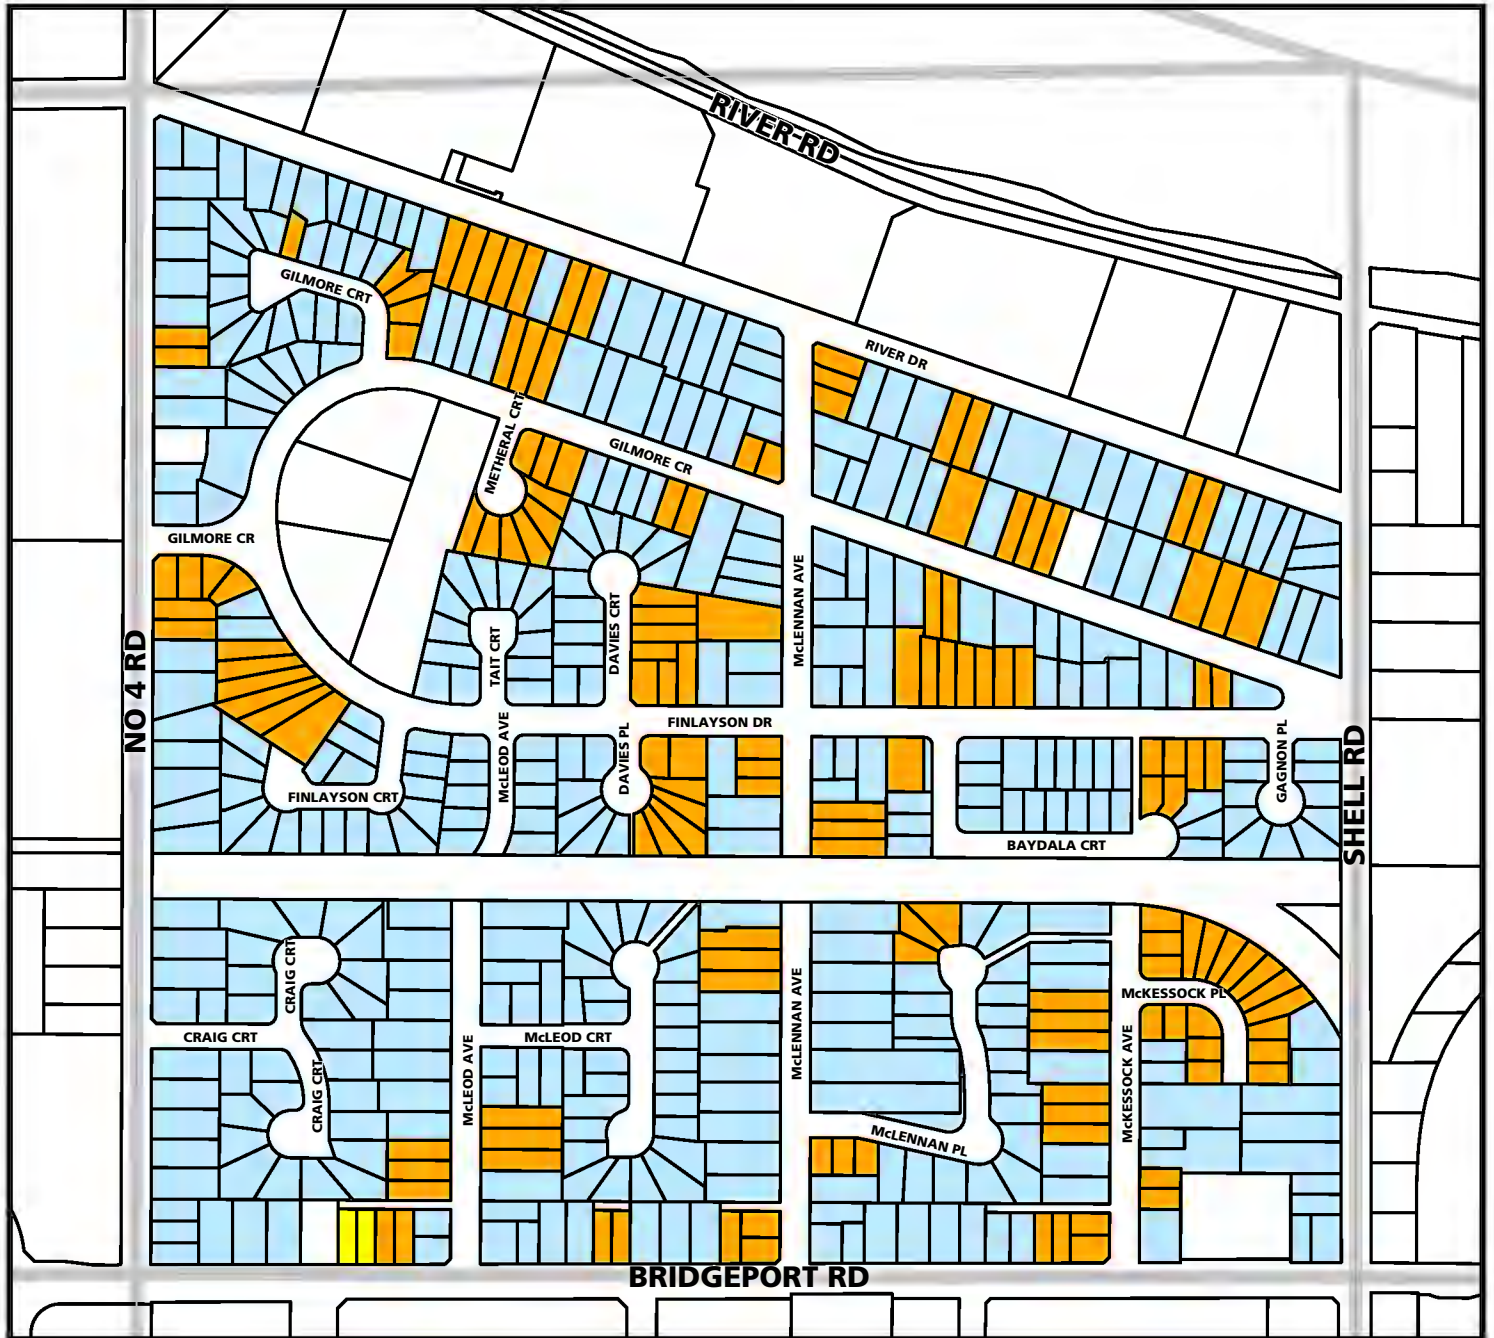 RIVER RD
GILMORE CRT
RIVER DR
METHERAL CRT
GILMORE CR
GILMORE CR
McLENNAN AVE
DAVIES CRT
TAIT CRT
NO 4 RD
FINLAYSON DR
McLEOD AVE
DAVIES PL
GAGNON PL
SHELL RD
FINLAYSON CRT
BAYDALA CRT
CRAIG CRT
McLENNAN AVE
McKESSOCK PL
CRAIG CRT
McLEOD CRT
McLEOD AVE
McKESSOCK AVE
CRAIG CRT
McLENNAN PL
BRIDGEPORT RD